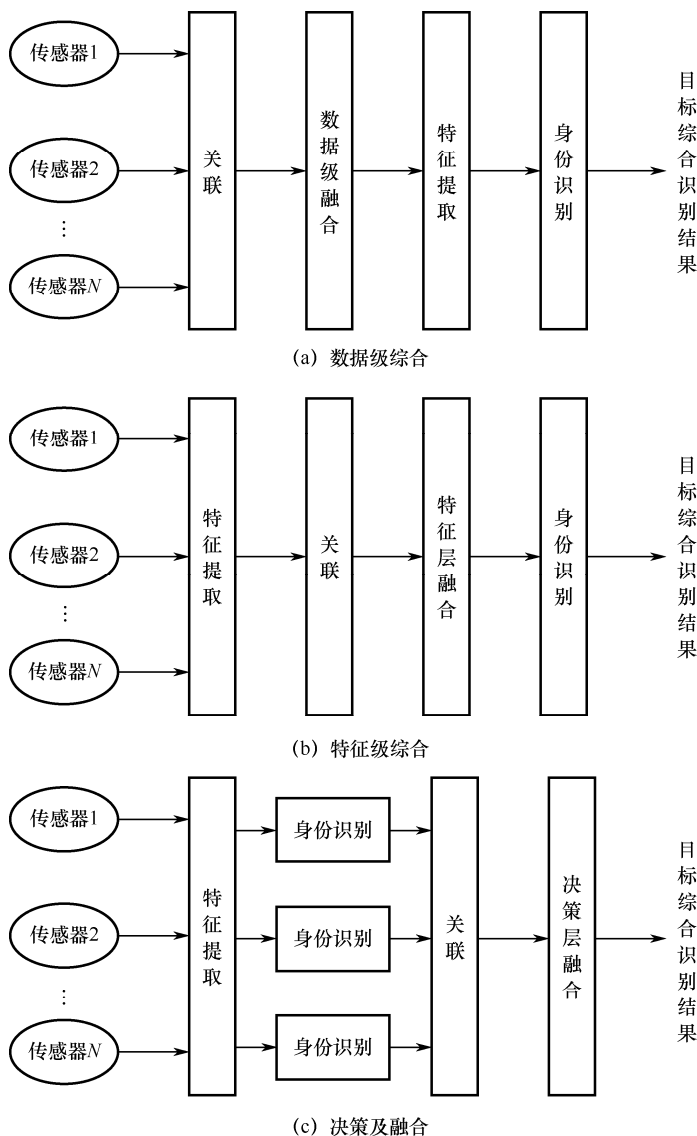 传感器1
传感器2
⋮
传感器N
关联
数据级融合
特征提取
身份识别
目标综合识别结果
(a) 数据级综合
传感器1
传感器2
⋮
传感器N
特征提取
关联
特征层融合
身份识别
目标综合识别结果
(b) 特征级综合
传感器1
传感器2
⋮
传感器N
特征提取
身份识别
身份识别
身份识别
关联
决策层融合
目标综合识别结果
(c) 决策及融合